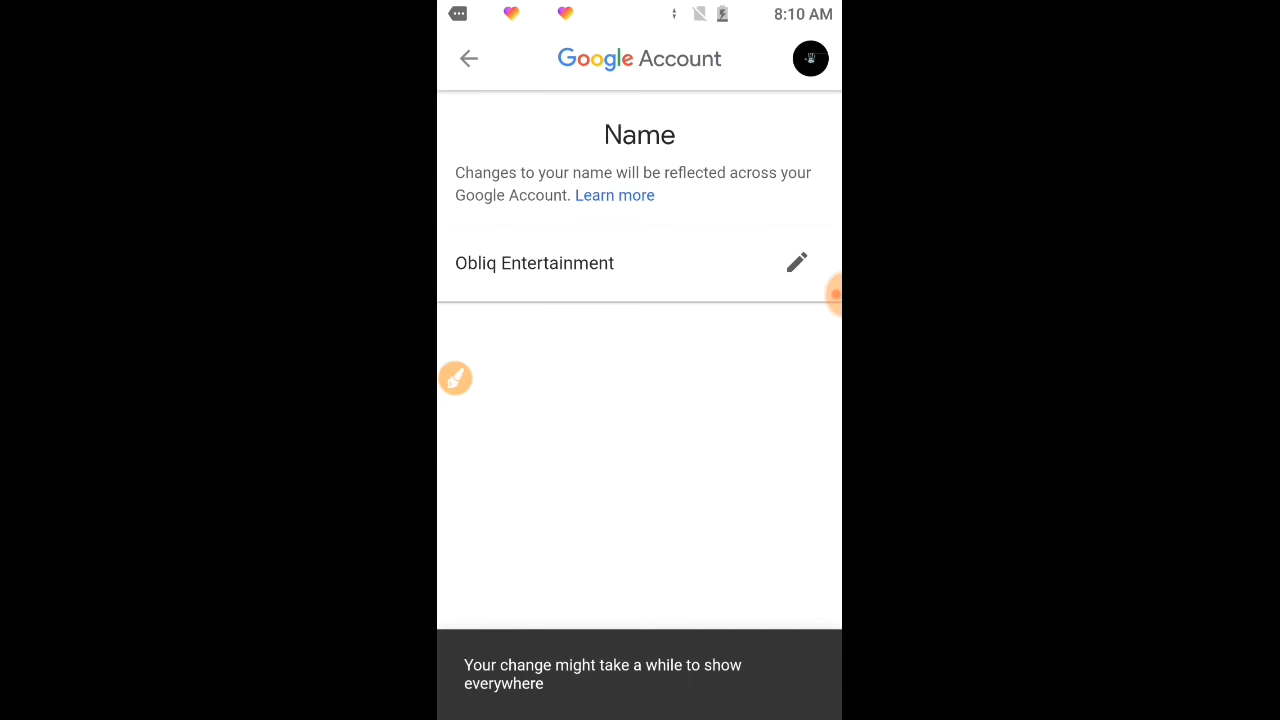 8:10 AM
Google Account
Name
Changes to your name will be reflected across your
Google Account. Learn more
Obliq Entertainment
Your change might take a while to show
everywhere